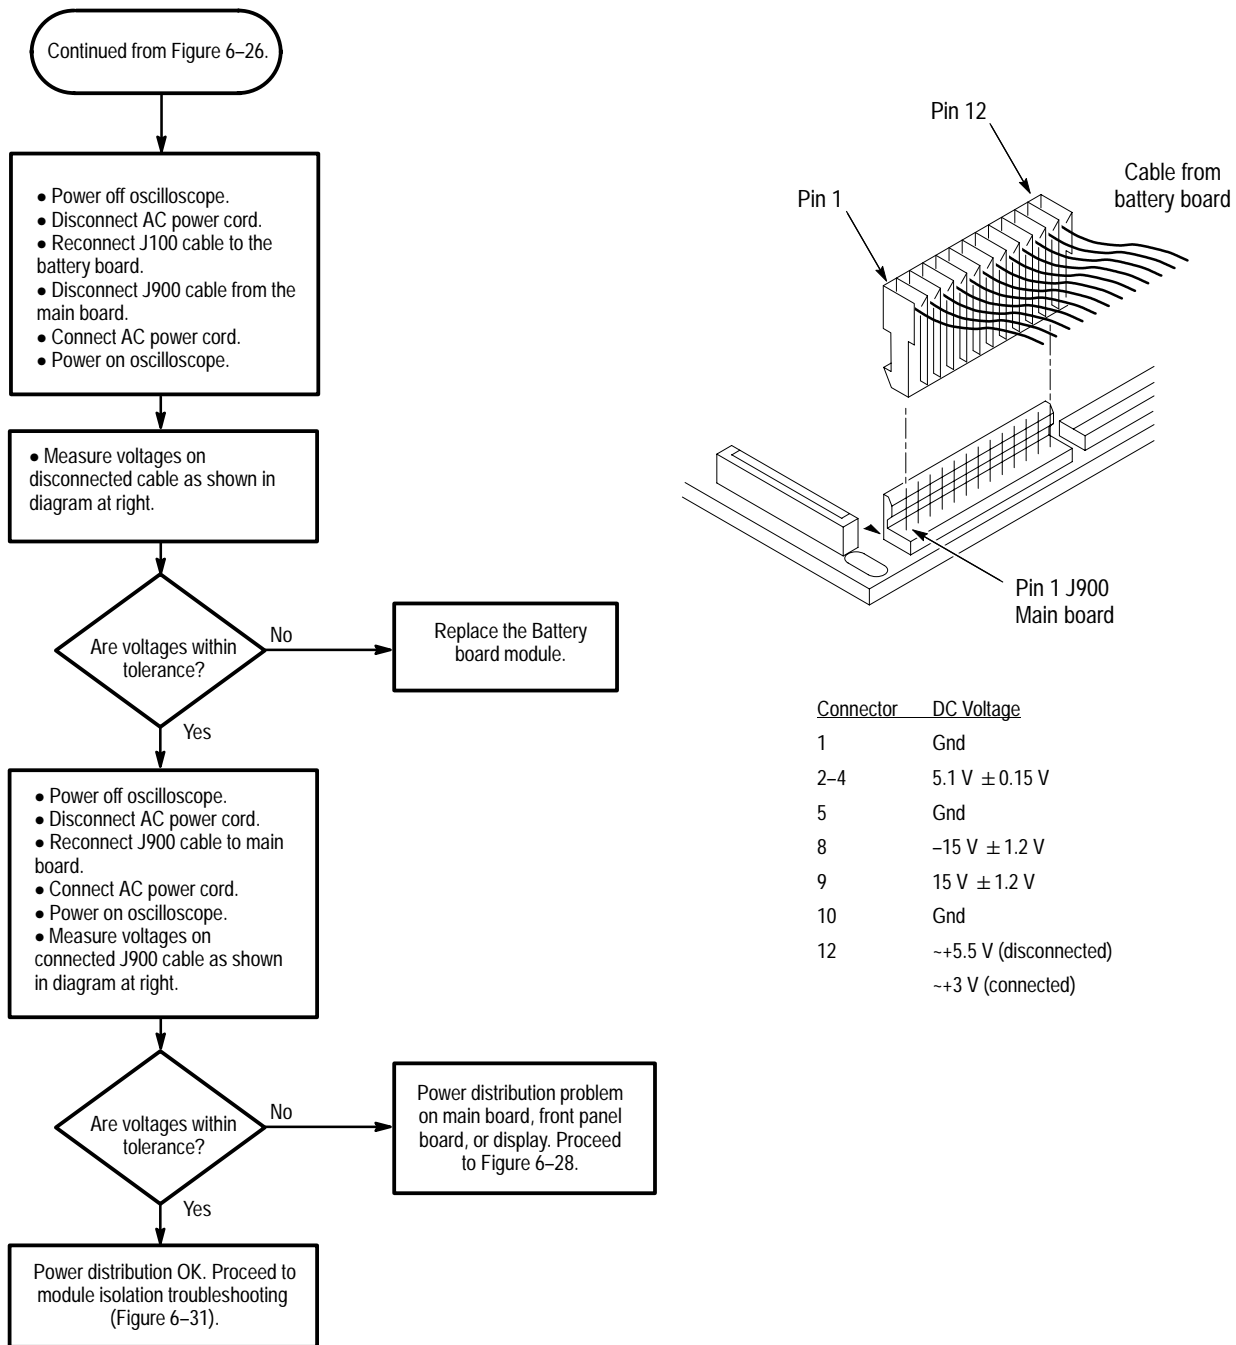 Continued from Figure 6–26.
• Power off oscilloscope.
• Disconnect AC power cord.
• Reconnect J100 cable to the
battery board.
• Disconnect J900 cable from the
main board.
• Connect AC power cord.
• Power on oscilloscope.
• Measure voltages on
disconnected cable as shown in
diagram at right.
Are voltages within
tolerance?
No
Replace the Battery
board module.
Yes
• Power off oscilloscope.
• Disconnect AC power cord.
• Reconnect J900 cable to main
board.
• Connect AC power cord.
• Power on oscilloscope.
• Measure voltages on
connected J900 cable as shown
in diagram at right.
Are voltages within
tolerance?
No
Power distribution problem
on main board, front panel
board, or display. Proceed
to Figure 6–28.
Yes
Power distribution OK. Proceed to
module isolation troubleshooting
(Figure 6–31).
Pin 12
Pin 1
Cable from
battery board
Pin 1 J900
Main board
Connector DC Voltage
1 Gnd
2–4 5.1 V ± 0.15 V
5 Gnd
8 –15 V ± 1.2 V
9 15 V ± 1.2 V
10 Gnd
12 ~+5.5 V (disconnected)
~+3 V (connected)